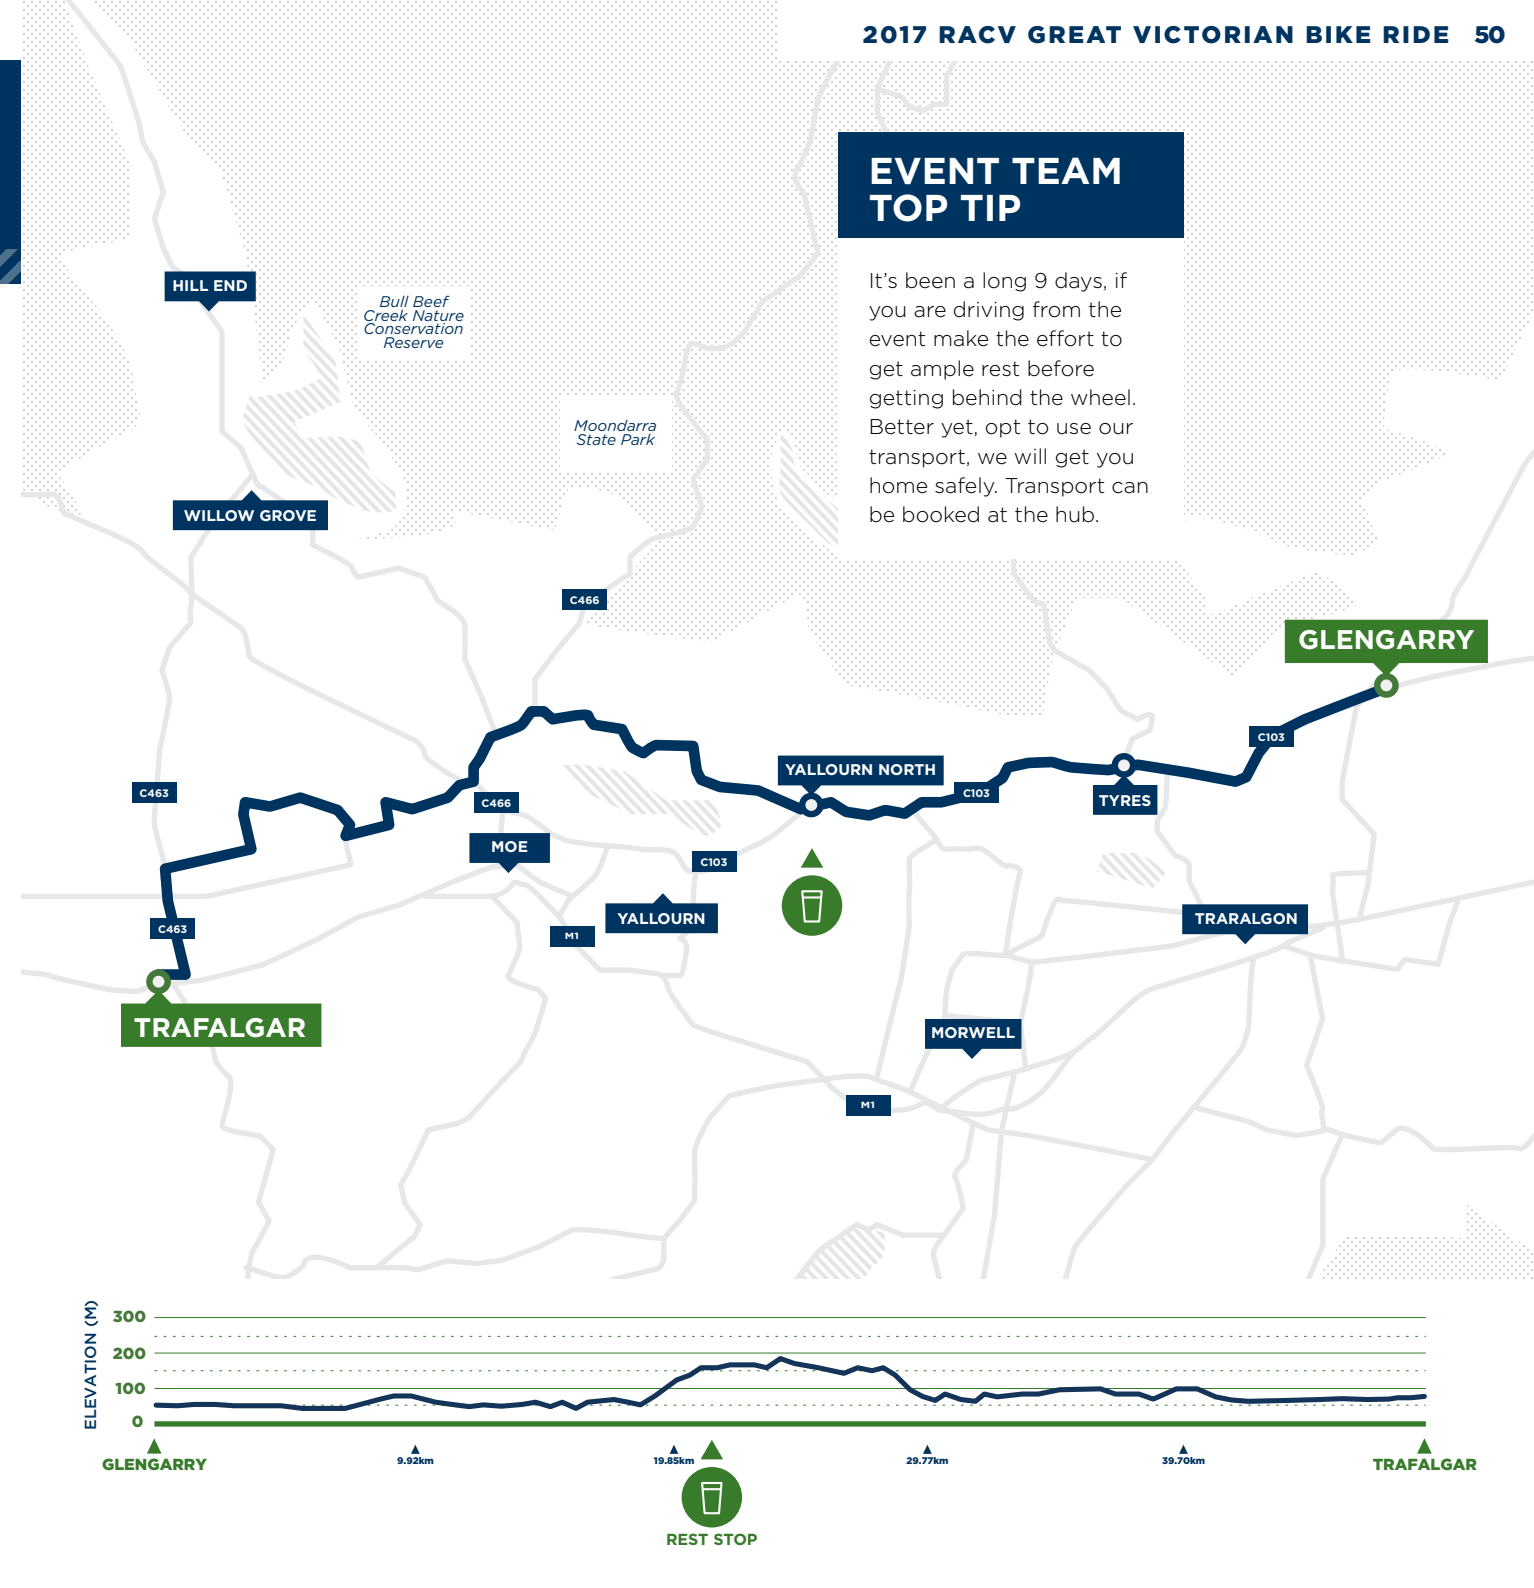 2017 RACV GREAT VICTORIAN BIKE RIDE 50
EVENT TEAM
TOP TIP
It's been a long 9 days, if
you are driving from the
event make the effort to
get ample rest before
getting behind the wheel.
Better yet, opt to use our
transport, we will get you
home safely. Transport can
be booked at the hub.
HILL END
Bull Beef
Creek Nature
Conservation
Reserve
Moondarra
State Park
WILLOW GROVE
C466
GLENGARRY
C103
YALLOURN NORTH
C463
C466
C103
TYRES
MOE
C103
YALLOURN
TRARALGON
C463
M1
TRAFALGAR
MORWELL
M1
ELEVATION (M)
300
200
100
0
GLENGARRY
9.92km
19.85km
29.77km
39.70km
TRAFALGAR
REST STOP